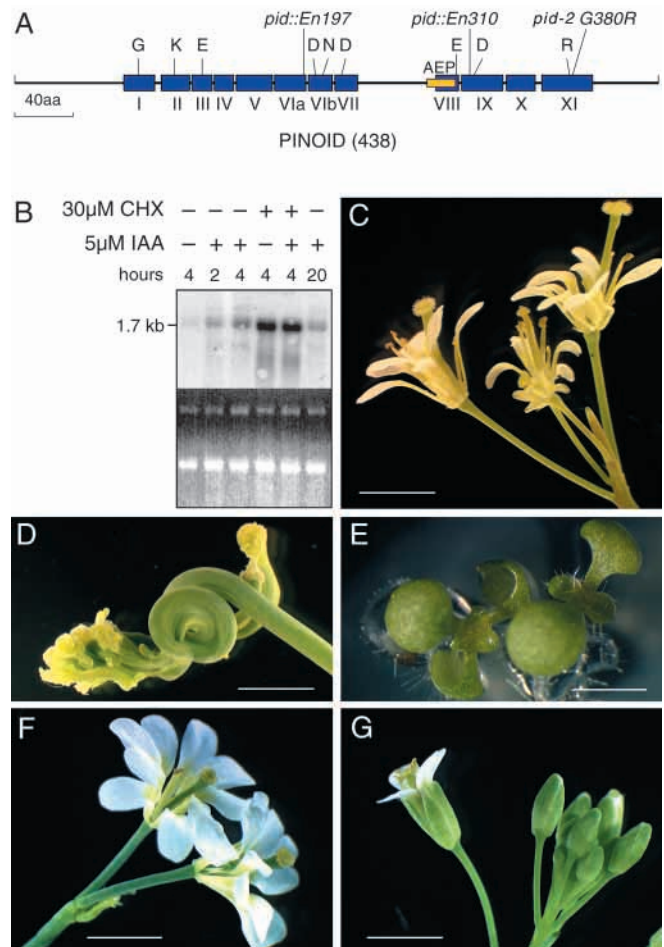 A
pid::En197
pid::En310
pid-2 G380R
G K E D N D E D R
AEP
40aa
I II III IV V VIa VIb VII VIII IX X XI
PINOID (438)
B
30µM CHX − − − + + −
5µM IAA − + + − + +
hours 4 2 4 4 4 20
1.7 kb
C
D
E
F
G